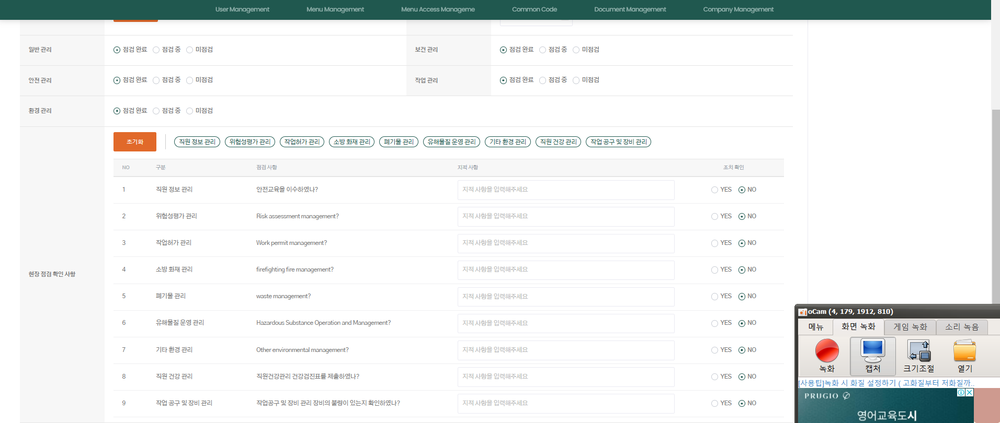 User Management Menu Management Menu Access Manageme Common Code Document Management Company Management
일반 관리 점검 완료 점검 중 미점검 보건 관리 점검 완료 점검 중 미점검
안전 관리 점검 완료 점검 중 미점검 작업 관리 점검 완료 점검 중 미점검
환경 관리 점검 완료 점검 중 미점검
초기화 직원 정보 관리 위험성평가 관리 작업허가 관리 소방 화재 관리 폐기물 관리 유해물질 운영 관리 기타 환경 관리 직원 건강 관리 작업 공구 및 장비 관리
NO 구분 점검 사항 지적 사항 조치 확인
1 직원 정보 관리 안전교육을 이수하였나? 지적 사항을 입력해주세요 YES NO
2 위험성평가 관리 Risk assessment management? 지적 사항을 입력해주세요 YES NO
3 작업허가 관리 Work permit management? 지적 사항을 입력해주세요 YES NO
4 소방 화재 관리 firefighting fire management? 지적 사항을 입력해주세요 YES NO
현장 점검 확인 사항
5 폐기물 관리 waste management? 지적 사항을 입력해주세요 YES NO
6 유해물질 운영 관리 Hazardous Substance Operation and Management? 지적 사항을 입력해주세요 YES NO
7 기타 환경 관리 Other environmental management? 지적 사항을 입력해주세요 YES NO
8 직원 건강 관리 직원건강관리 건강검진표를 제출하였나? 지적 사항을 입력해주세요 YES NO
9 작업 공구 및 장비 관리 작업공구 및 장비 관리 장비의 불량이 있는지 확인하였나? 지적 사항을 입력해주세요 YES NO
oCam (4, 179, 1912, 810)
메뉴 화면 녹화 게임 녹화 소리 녹음
녹화 캡처 크기조절 열기
[사용팁]녹화 시 화질 설정하기 ( 고화질부터 저화질까..
PRUGIO
영어교육도시